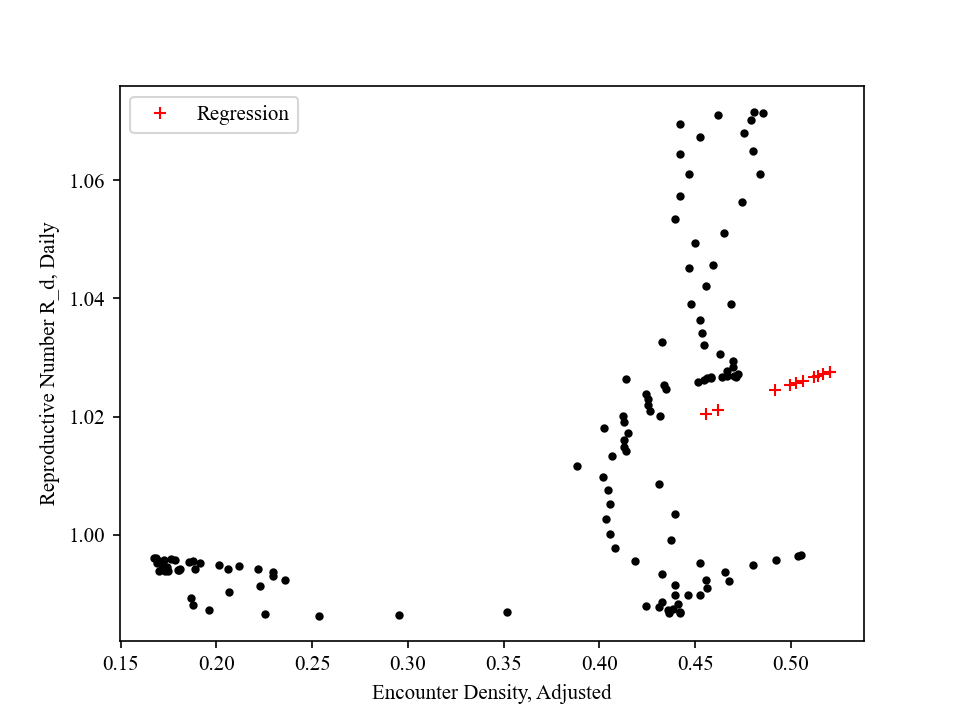 Regression
Reproductive Number R_d, Daily
1.06
1.04
1.02
1.00
0.15 0.20 0.25 0.30 0.35 0.40 0.45 0.50
Encounter Density, Adjusted